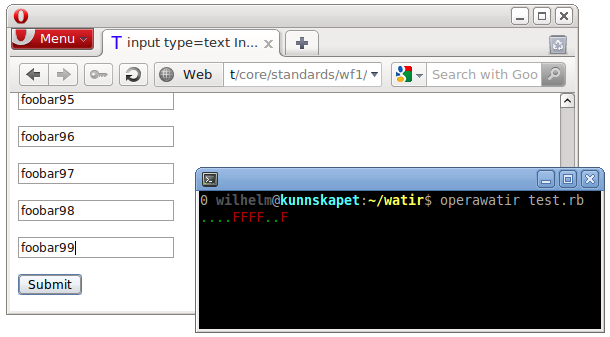 Menu
T input type=text In...
Web
t/core/standards/wf1/
Search with Goo
foobar95
foobar96
foobar97
foobar98
foobar99
Submit
0 wilhelm@kunnskapet:~/watir$ operawatir test.rb
....FFFF..F